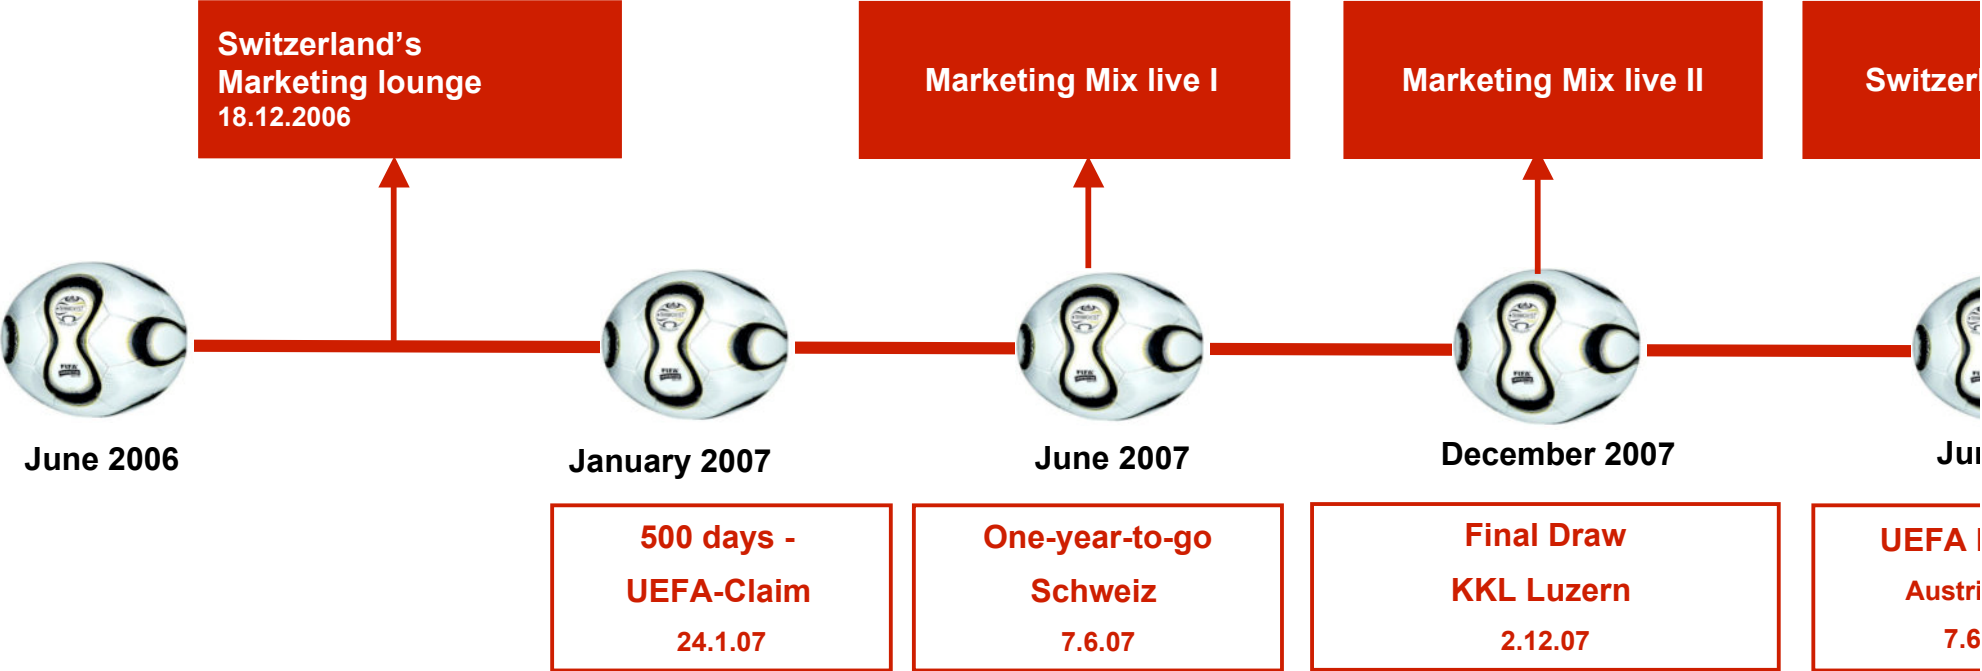 Switzerland’s
Marketing lounge
18.12.2006
Marketing Mix live I
Marketing Mix live II
June 2006
January 2007
June 2007
December 2007
500 days -
UEFA-Claim
24.1.07
One-year-to-go
Schweiz
7.6.07
Final Draw
KKL Luzern
2.12.07
UEFA